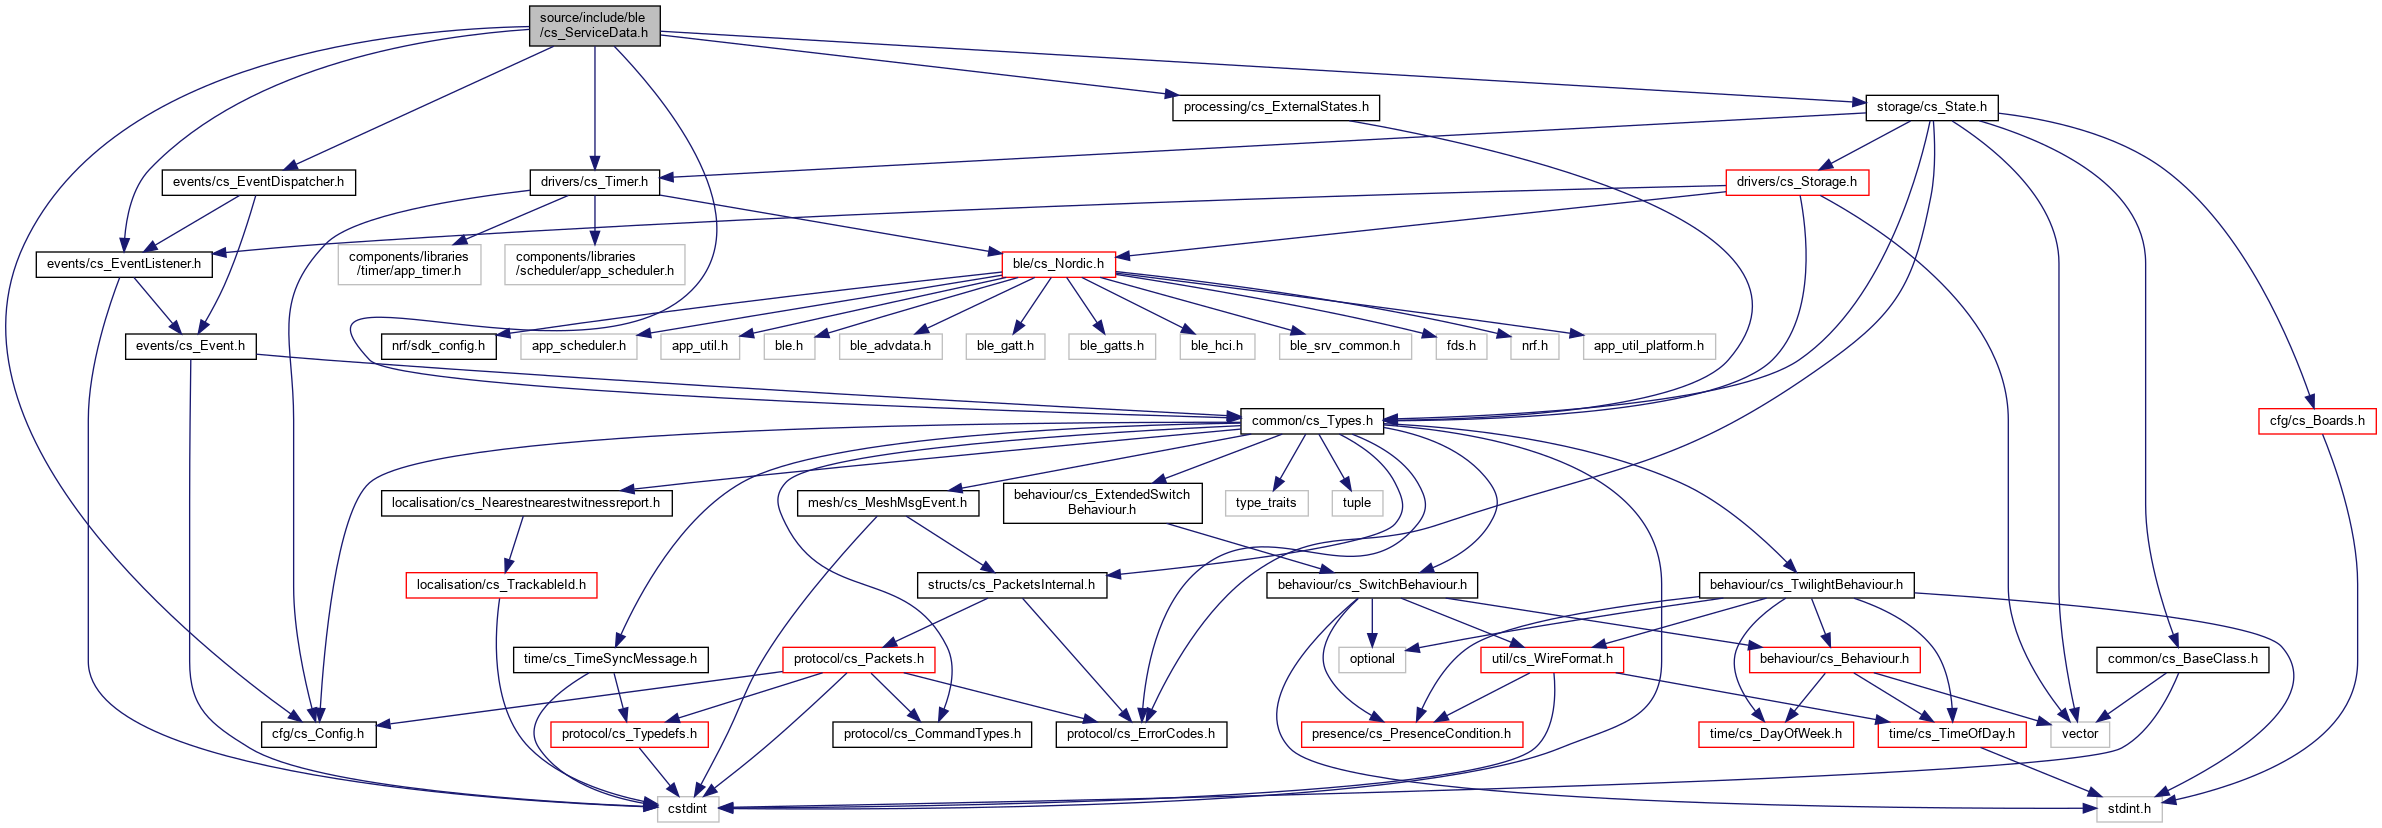 source/include/ble
/cs_ServiceData.h
processing/cs_ExternalStates.h
storage/cs_State.h
events/cs_EventDispatcher.h
drivers/cs_Timer.h
drivers/cs_Storage.h
events/cs_EventListener.h
components/libraries
/timer/app_timer.h
components/libraries
/scheduler/app_scheduler.h
ble/cs_Nordic.h
events/cs_Event.h
nrf/sdk_config.h
app_scheduler.h
app_util.h
ble.h
ble_advdata.h
ble_gatt.h
ble_gatts.h
ble_hci.h
ble_srv_common.h
fds.h
nrf.h
app_util_platform.h
common/cs_Types.h
cfg/cs_Boards.h
localisation/cs_Nearestnearestwitnessreport.h
mesh/cs_MeshMsgEvent.h
behaviour/cs_ExtendedSwitch
Behaviour.h
type_traits
tuple
localisation/cs_TrackableId.h
structs/cs_PacketsInternal.h
behaviour/cs_SwitchBehaviour.h
behaviour/cs_TwilightBehaviour.h
time/cs_TimeSyncMessage.h
protocol/cs_Packets.h
optional
util/cs_WireFormat.h
behaviour/cs_Behaviour.h
common/cs_BaseClass.h
cfg/cs_Config.h
protocol/cs_Typedefs.h
protocol/cs_CommandTypes.h
protocol/cs_ErrorCodes.h
presence/cs_PresenceCondition.h
time/cs_DayOfWeek.h
time/cs_TimeOfDay.h
vector
cstdint
stdint.h